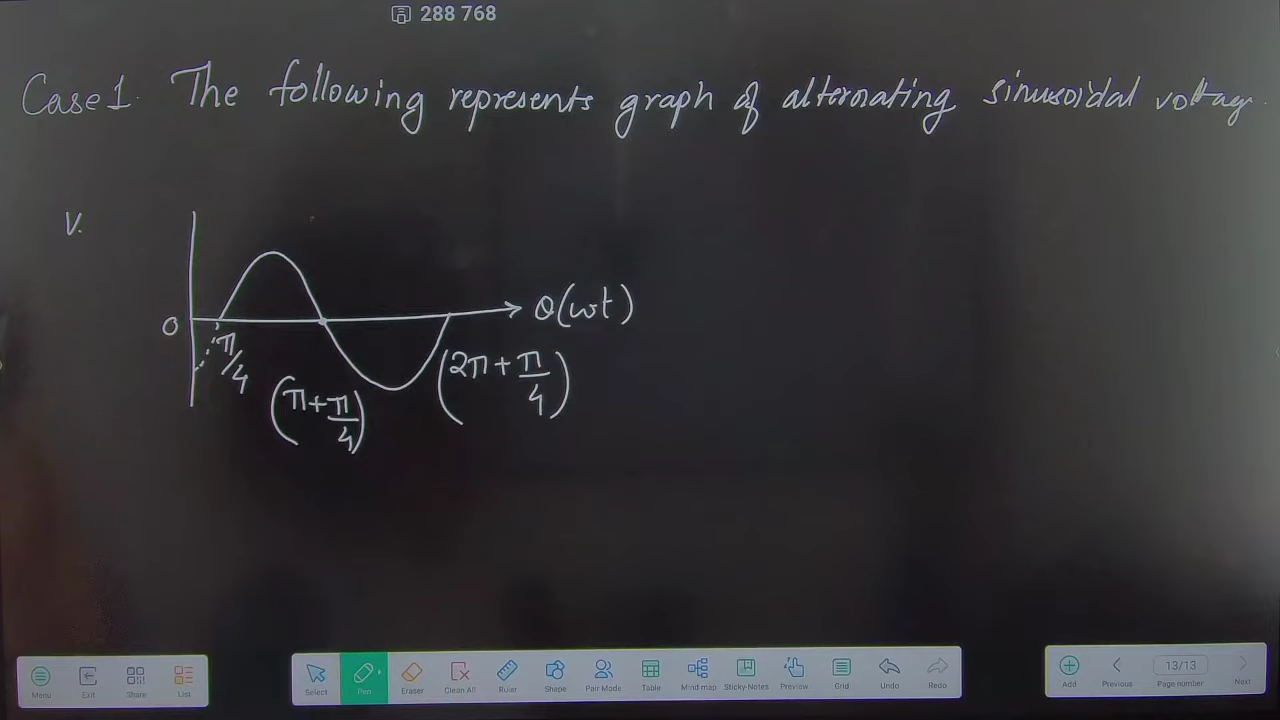 288 768
Case 1. The following represents graph of alternating sinusoidal voltage.
V.
0
θ(ωt)
π/4
(π+π/4)
(2π+π/4)
Menu Exit Share List
Select Pen Eraser Clean All Ruler Shape Pair Mode Table Mind map Sticky-Notes Preview Grid Undo Redo
Add Previous 13/13 Page number Next